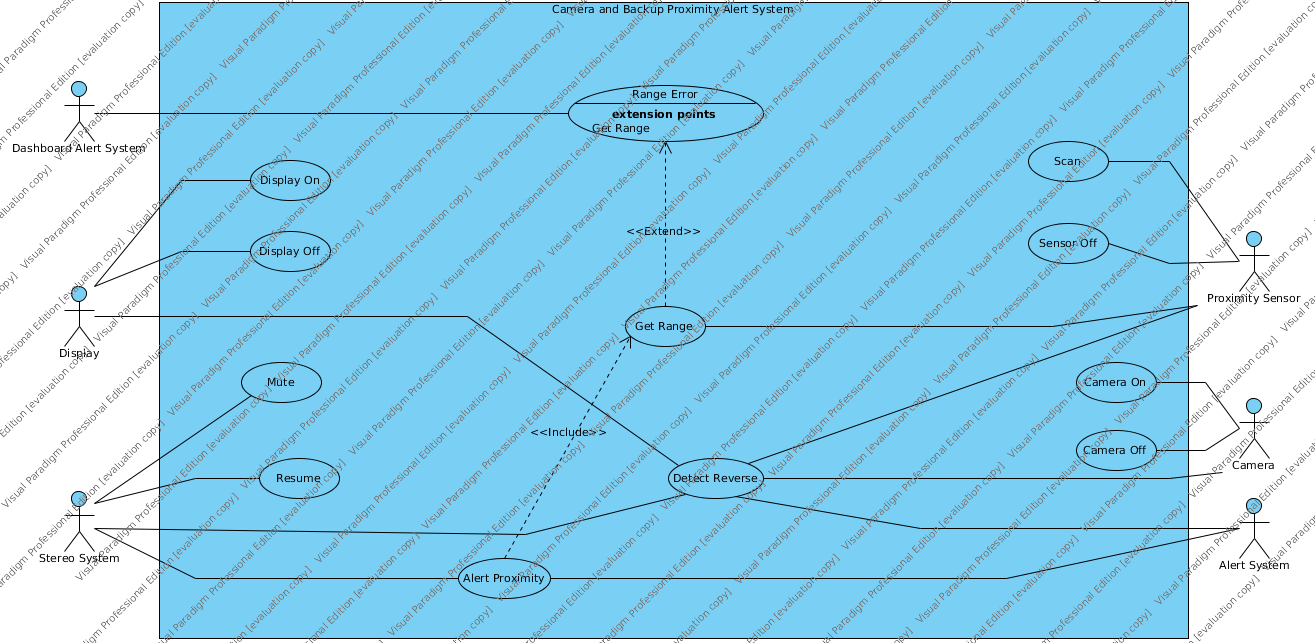 Camera and Backup Proximity Alert System
Range Error
extension points
Get Range
Dashboard Alert System
Scan
Display On
<<Extend>>
Sensor Off
Display Off
Proximity Sensor
Get Range
Display
Mute
Camera On
<<Include>>
Camera Off
Camera
Resume
Detect Reverse
Stereo System
Alert System
Alert Proximity
Visual Paradigm Professional Edition [evaluation copy]